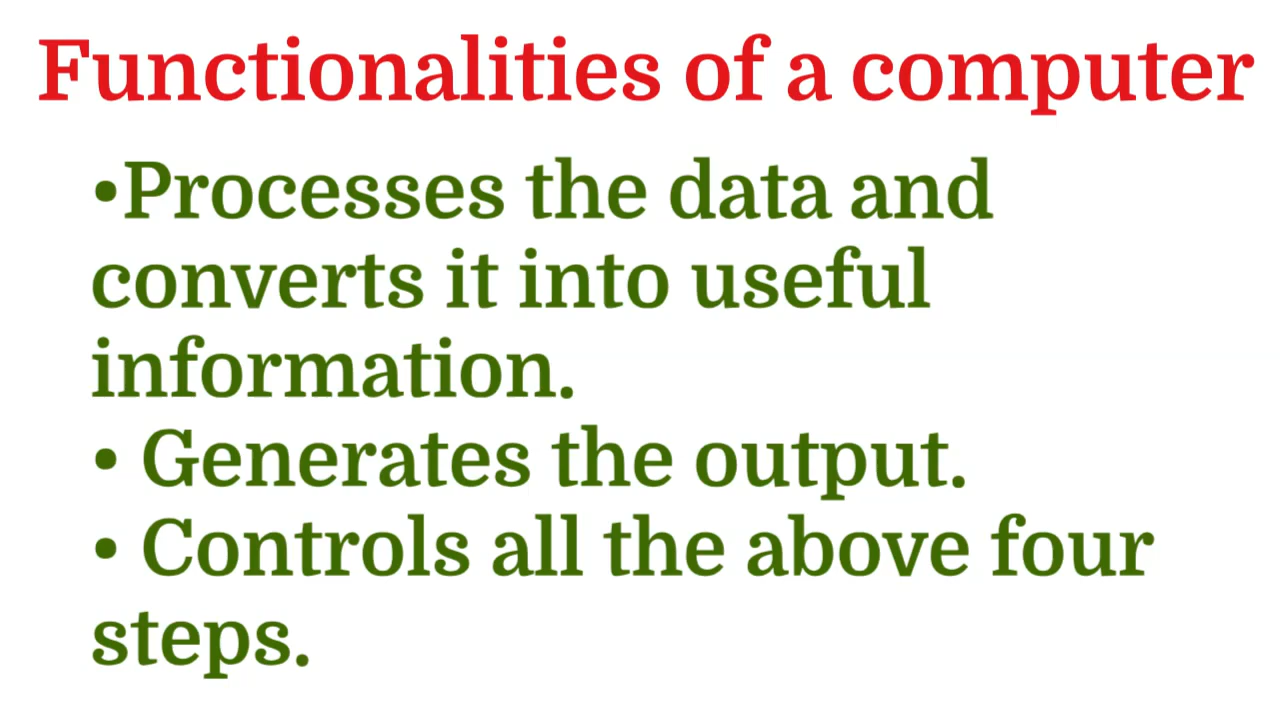 Functionalities of a computer
•Processes the data and
converts it into useful
information.
• Generates the output.
• Controls all the above four
steps.